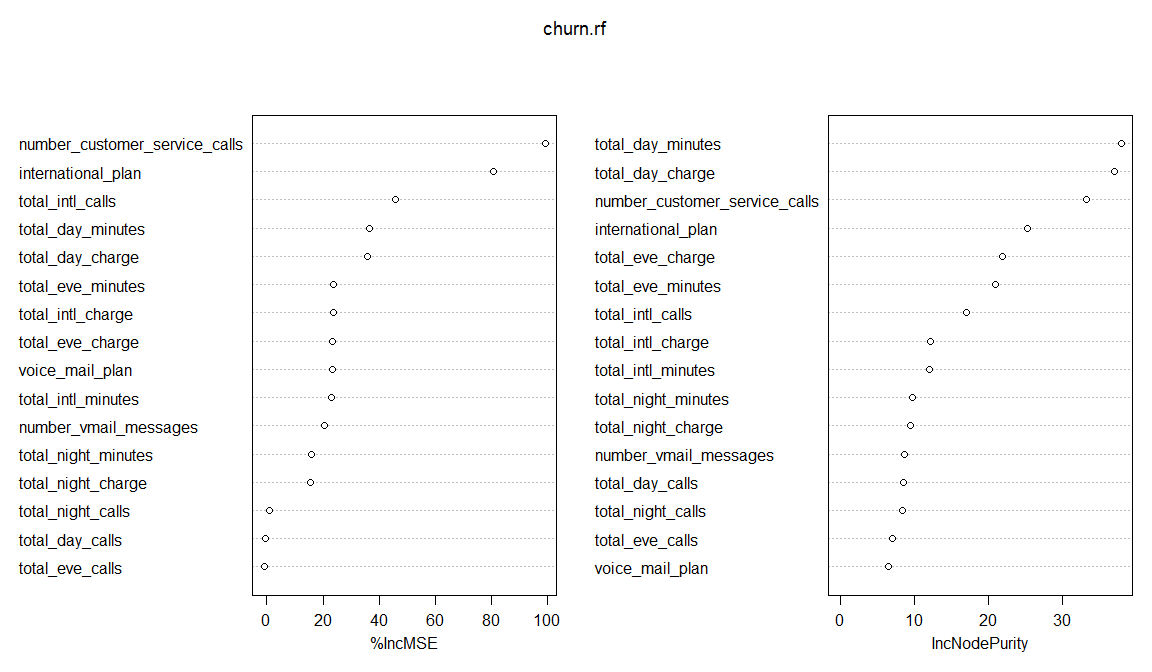 churn.rf
number_customer_service_calls
international_plan
total_intl_calls
total_day_minutes
total_day_charge
total_eve_minutes
total_intl_charge
total_eve_charge
voice_mail_plan
total_intl_minutes
number_vmail_messages
total_night_minutes
total_night_charge
total_night_calls
total_day_calls
total_eve_calls
0 20 40 60 80 100
%IncMSE
total_day_minutes
total_day_charge
number_customer_service_calls
international_plan
total_eve_charge
total_eve_minutes
total_intl_calls
total_intl_charge
total_intl_minutes
total_night_minutes
total_night_charge
number_vmail_messages
total_day_calls
total_night_calls
total_eve_calls
voice_mail_plan
0 10 20 30
IncNodePurity